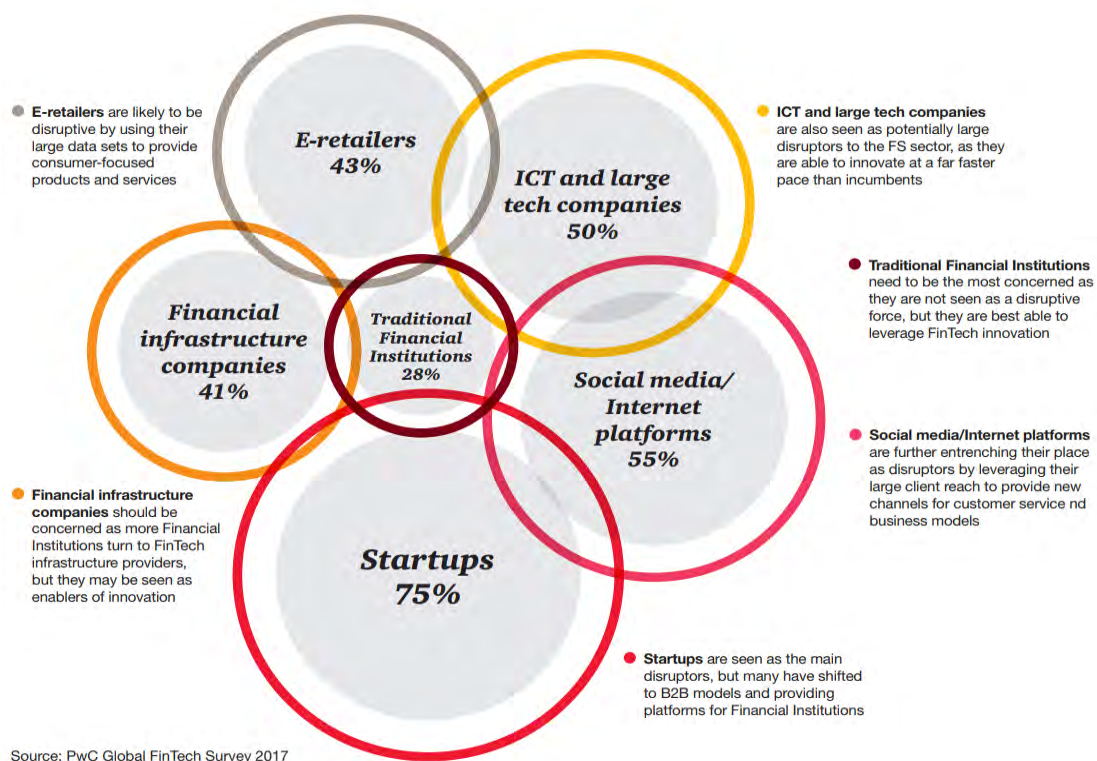 E-retailers
43%
E-retailers are likely to be
disruptive by using their
large data sets to provide
consumer-focused
products and services
ICT and large
tech companies
50%
ICT and large tech companies
are also seen as potentially large
disruptors to the FS sector, as they
are able to innovate at a far faster
pace than incumbents
Traditional Financial Institutions
need to be the most concerned as
they are not seen as a disruptive
force, but they are best able to
leverage FinTech innovation
Financial
infrastructure
companies
41%
Traditional
Financial
Institutions
28%
Social media/
Internet
platforms
55%
Social media/Internet platforms
are further entrenching their place
as disruptors by leveraging their
large client reach to provide new
channels for customer service nd
business models
Financial infrastructure
companies should be
concerned as more Financial
Institutions turn to FinTech
infrastructure providers,
but they may be seen as
enablers of innovation
Startups
75%
Startups are seen as the main
disruptors, but many have shifted
to B2B models and providing
platforms for Financial Institutions
Source: PwC Global FinTech Survey 2017